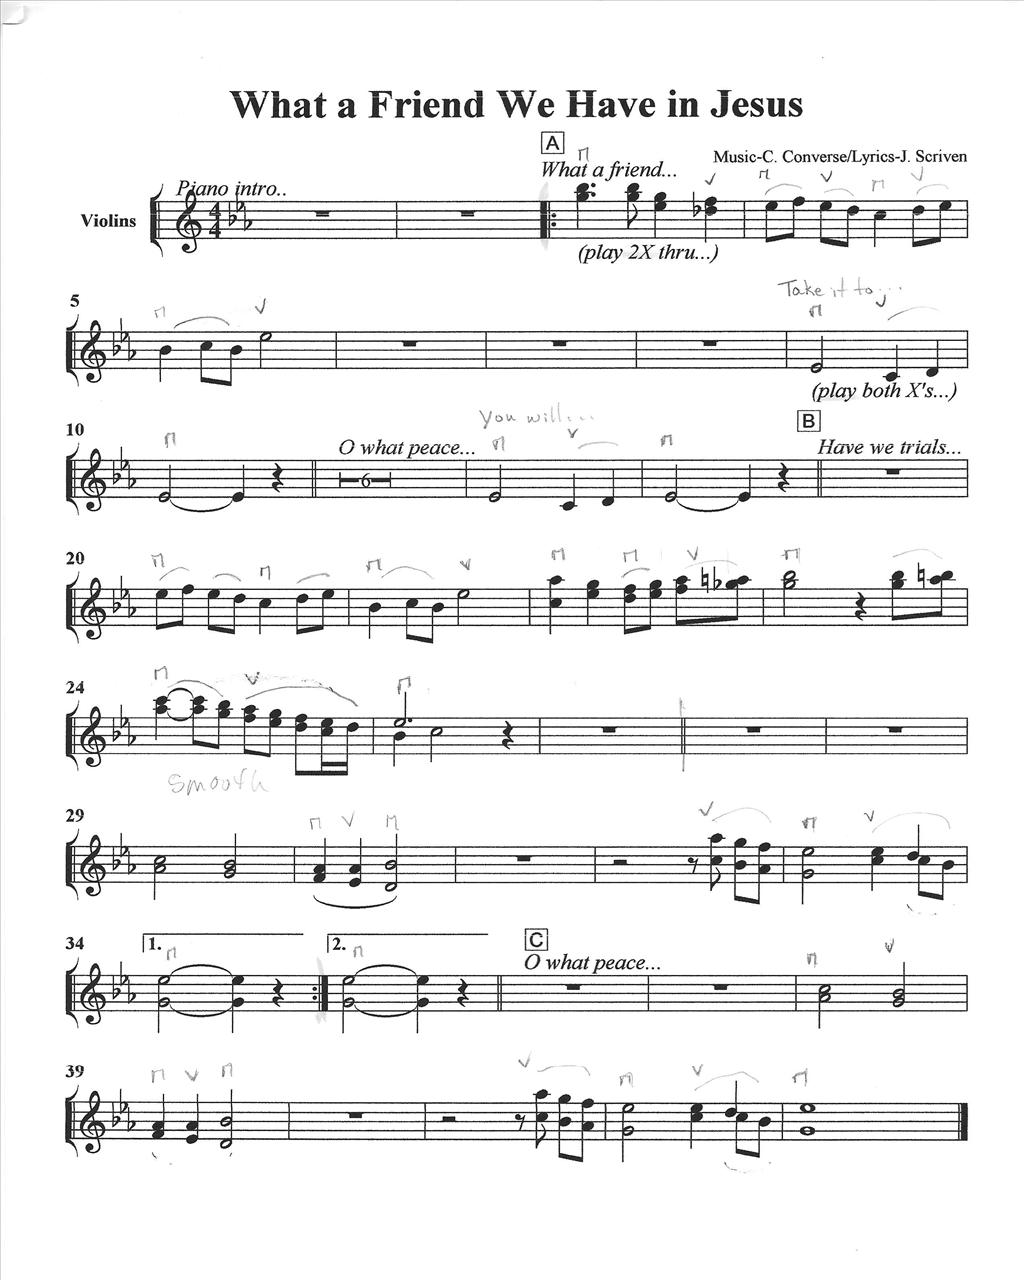 What a Friend We Have in Jesus
A
Music-C. Converse/Lyrics-J. Scriven
What a friend...
Piano intro..
Violins
4
4
(play 2X thru...)
5
Take it to...
(play both X's...)
10
You will...
B
O what peace...
Have we trials...
6
20
24
Smooth
29
34
1.
2.
C
O what peace...
39